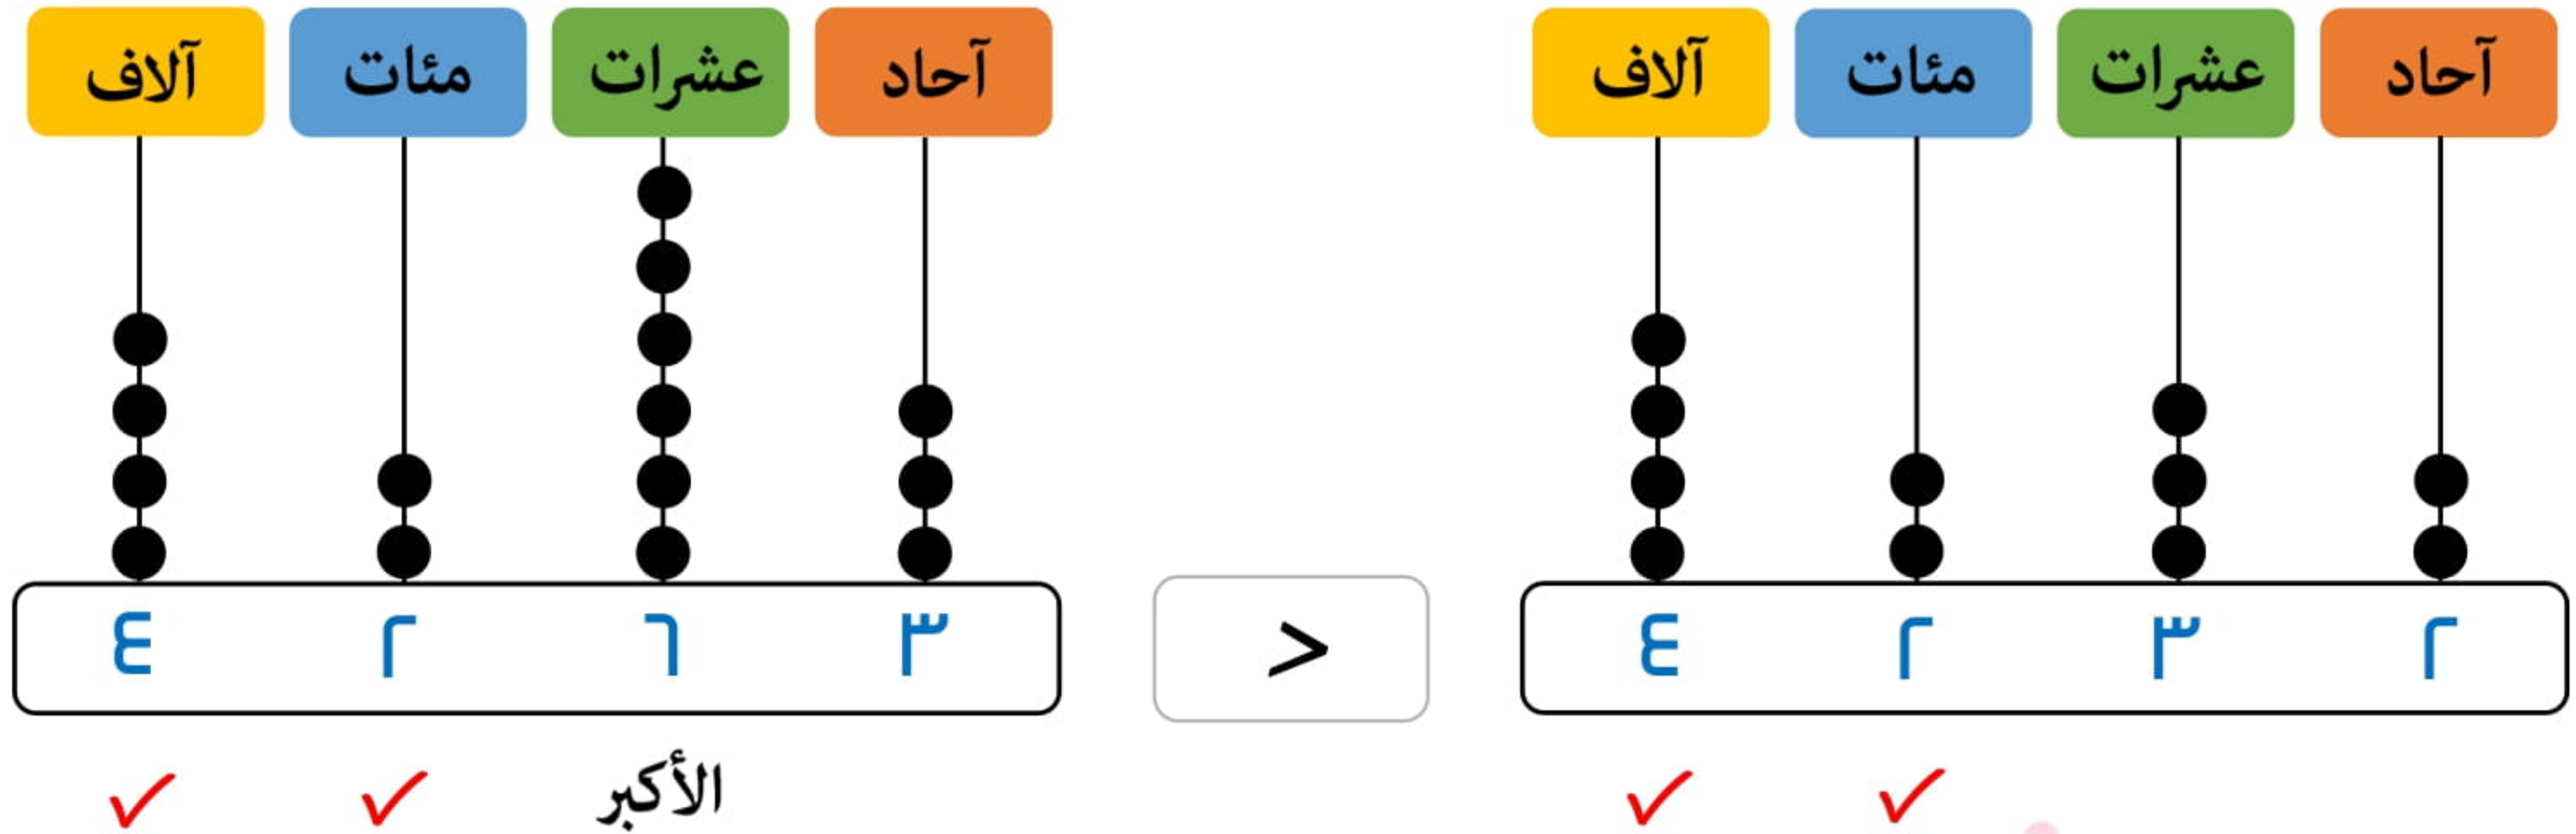 آحاد عشرات مئات آلاف آحاد عشرات مئات آلاف
٤ ٢ ٦ ٣ > ٤ ٢ ٣ ٢
✓ ✓ الأكبر ✓ ✓